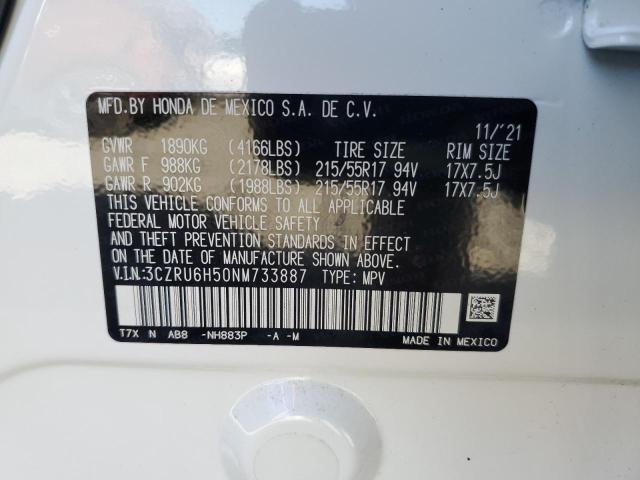 MFD.BY HONDA DE MEXICO S.A. DE C.V.
11/'21
GVWR 1890KG (4166LBS) TIRE SIZE RIM SIZE
GAWR F 988KG (2178LBS) 215/55R17 94V 17X7.5J
GAWR R 902KG (1988LBS) 215/55R17 94V 17X7.5J
THIS VEHICLE CONFORMS TO ALL APPLICABLE
FEDERAL MOTOR VEHICLE SAFETY
AND THEFT PREVENTION STANDARDS IN EFFECT
ON THE DATE OF MANUFACTURE SHOWN ABOVE.
V.I.N.:3CZRU6H50NM733887 TYPE: MPV
T7X N AB8 -NH883P -A -M
MADE IN MEXICO